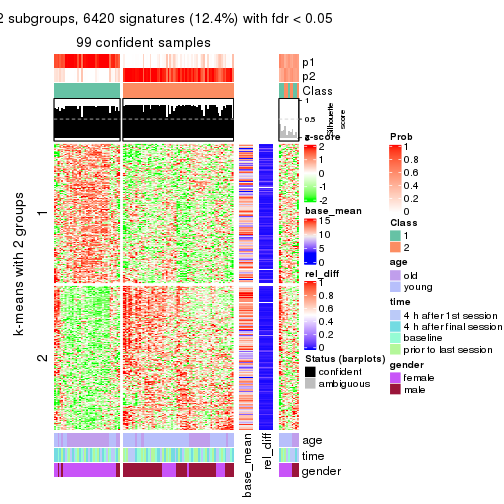 2 subgroups, 6420 signatures (12.4%) with fdr < 0.05
99 confident samples
p1
p2
Class
1
0.5
0
Silhouette
score
k-means with 2 groups
1
2
z-score
2
1
0
-1
-2
base_mean
15
10
5
0
rel_diff
1
0.8
0.6
0.4
0.2
0
Status (barplots)
confident
ambiguous
Prob
1
0.8
0.6
0.4
0.2
0
Class
1
2
age
old
young
time
4 h after 1st session
4 h after final session
baseline
prior to last session
gender
female
male
age
time
gender
base_mean
rel_diff